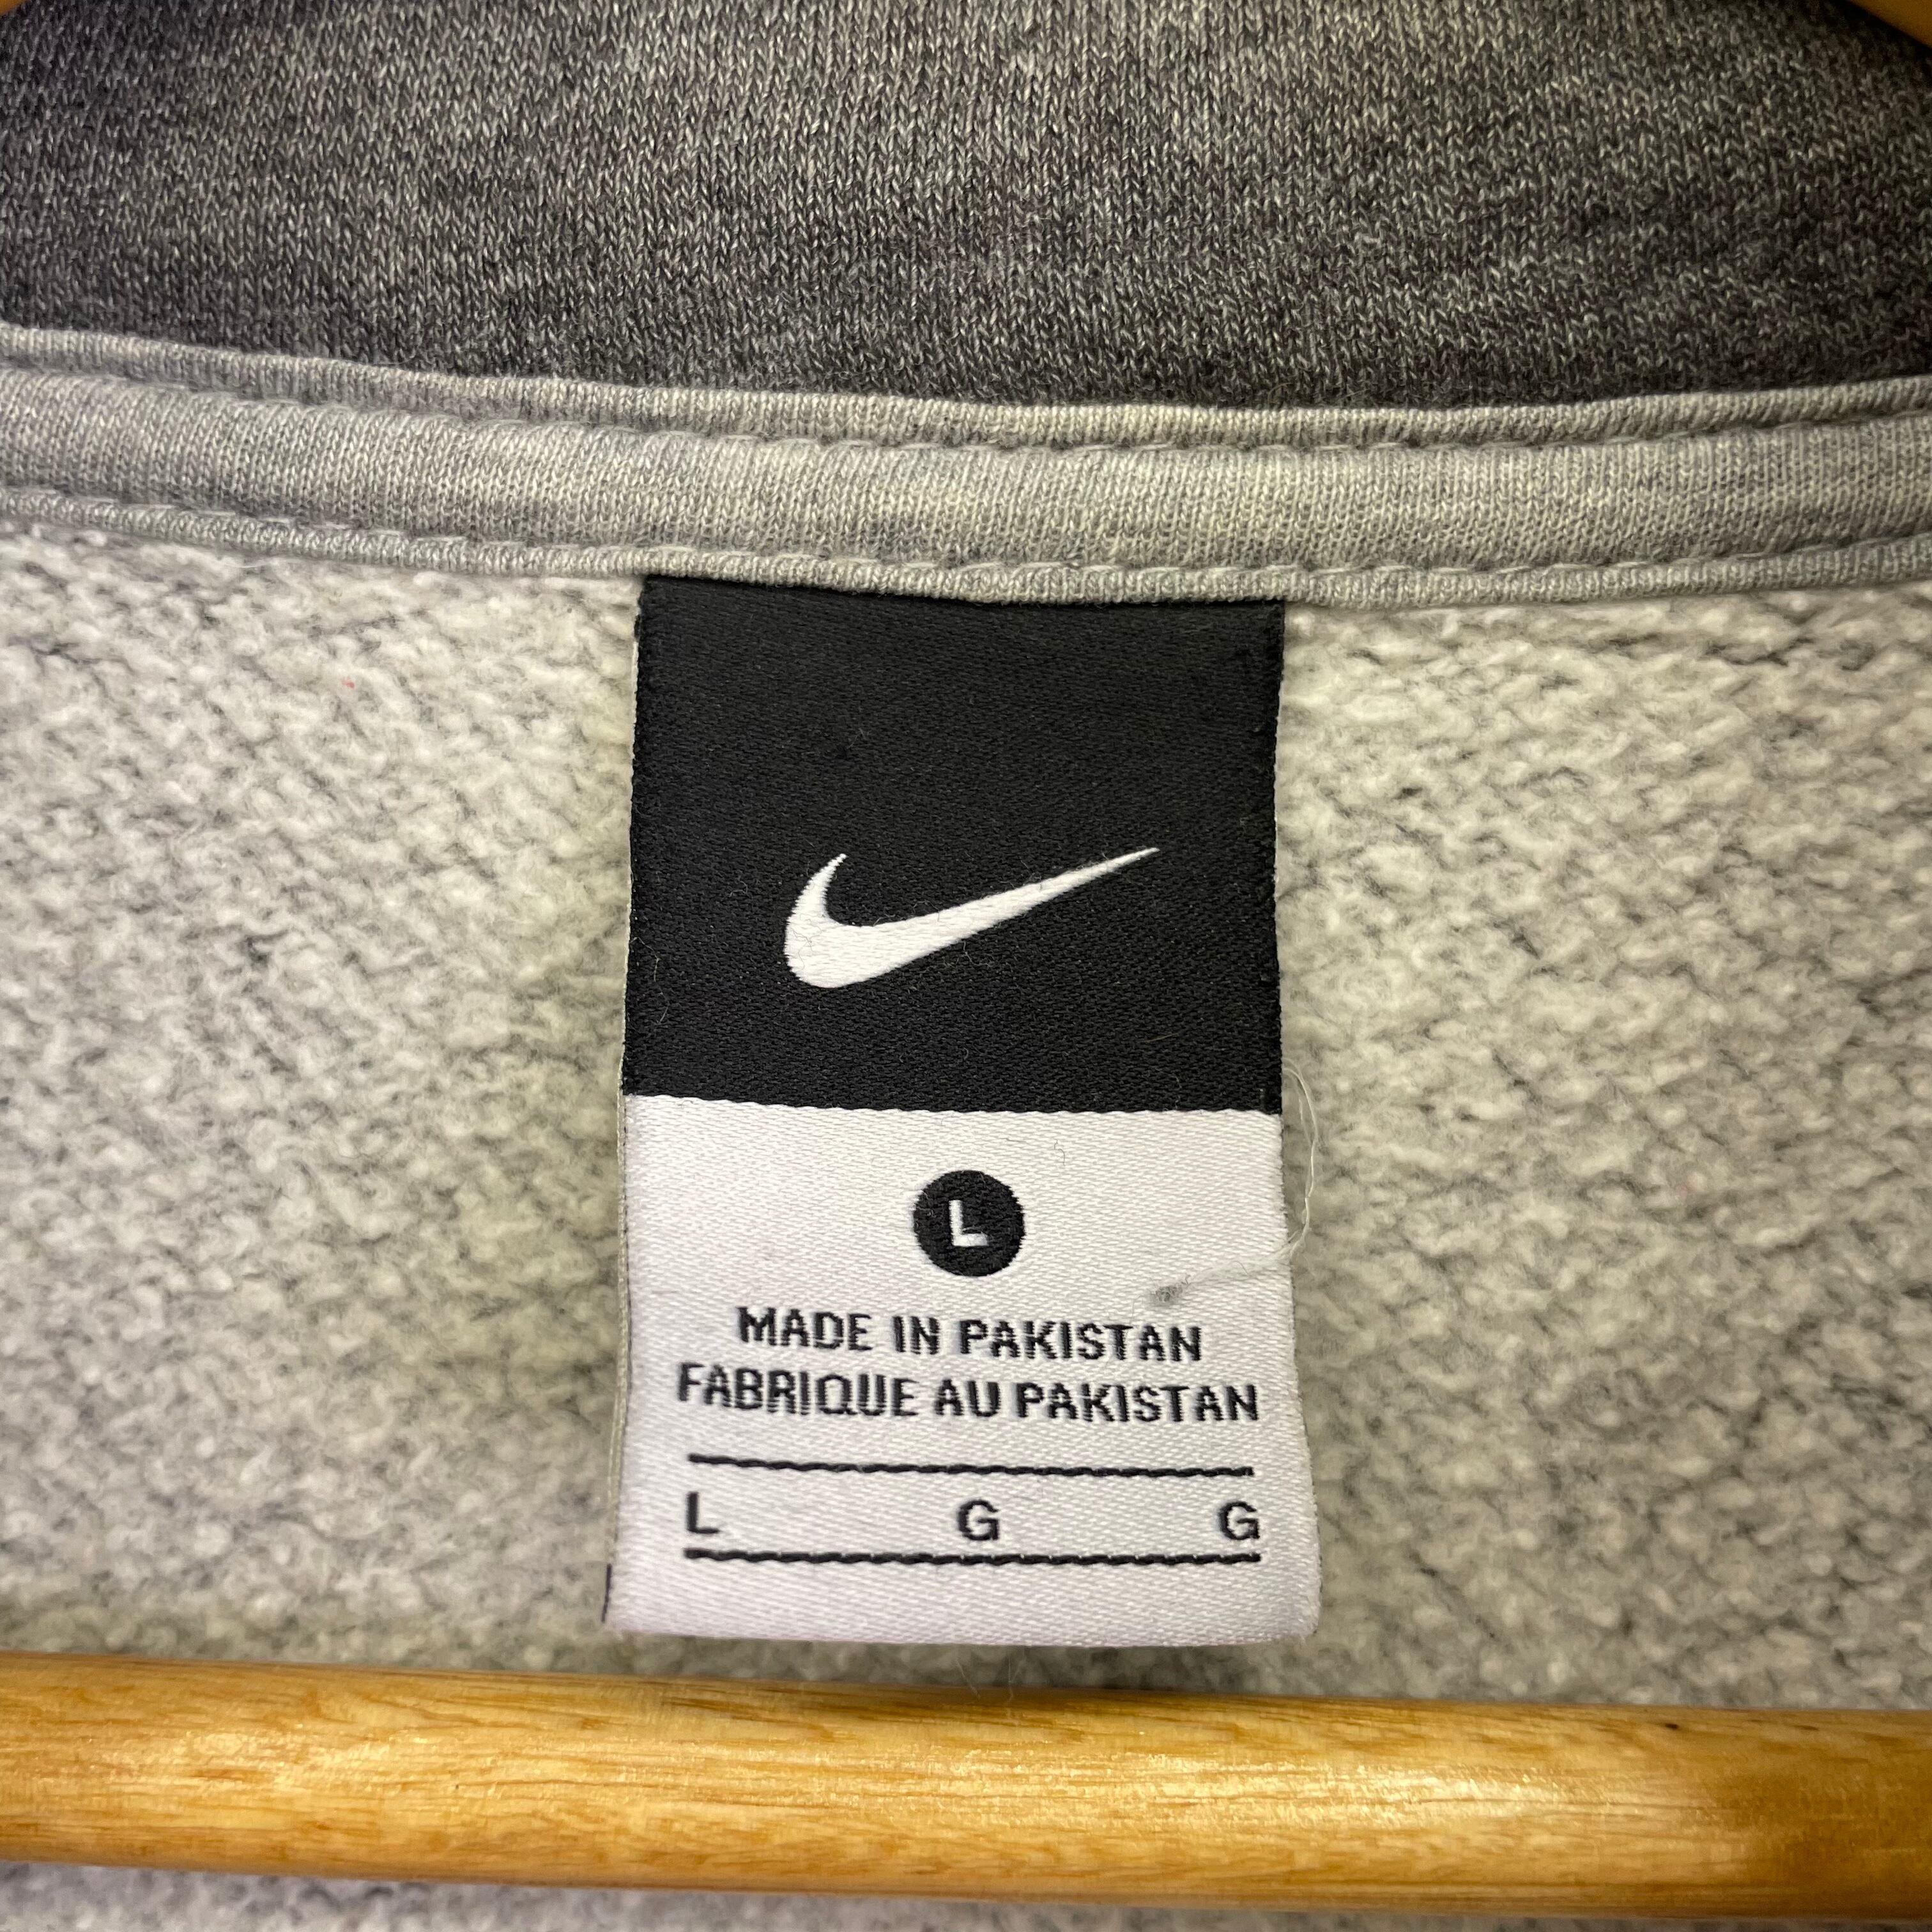 L
MADE IN PAKISTAN
FABRIQUE AU PAKISTAN
L G G